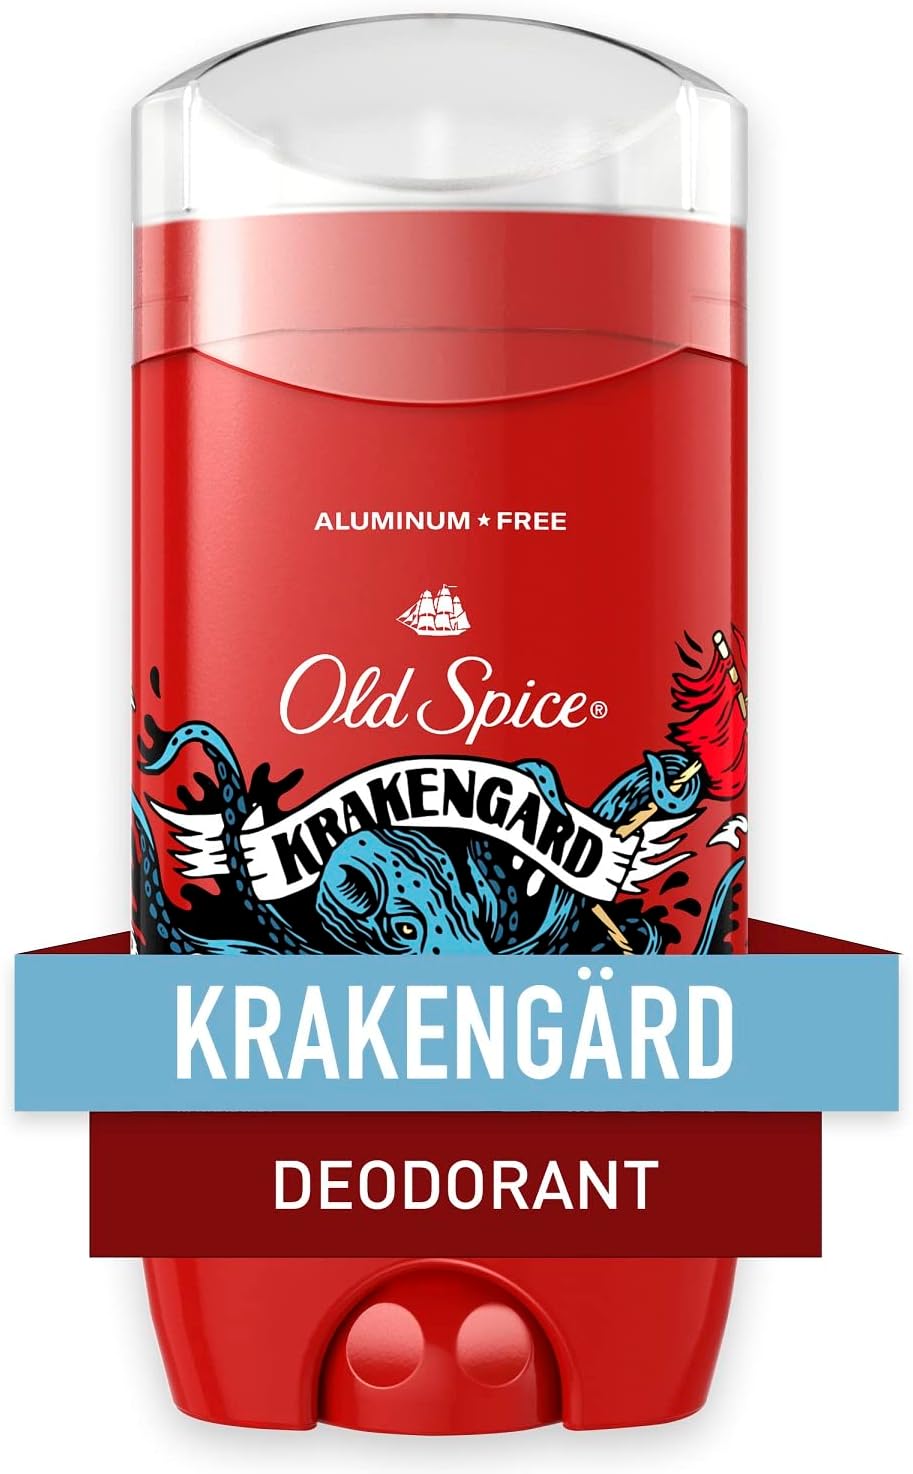 ALUMINUM ★ FREE
Old Spice®
KRAKENGARD
KRAKENGÄRD
DEODORANT